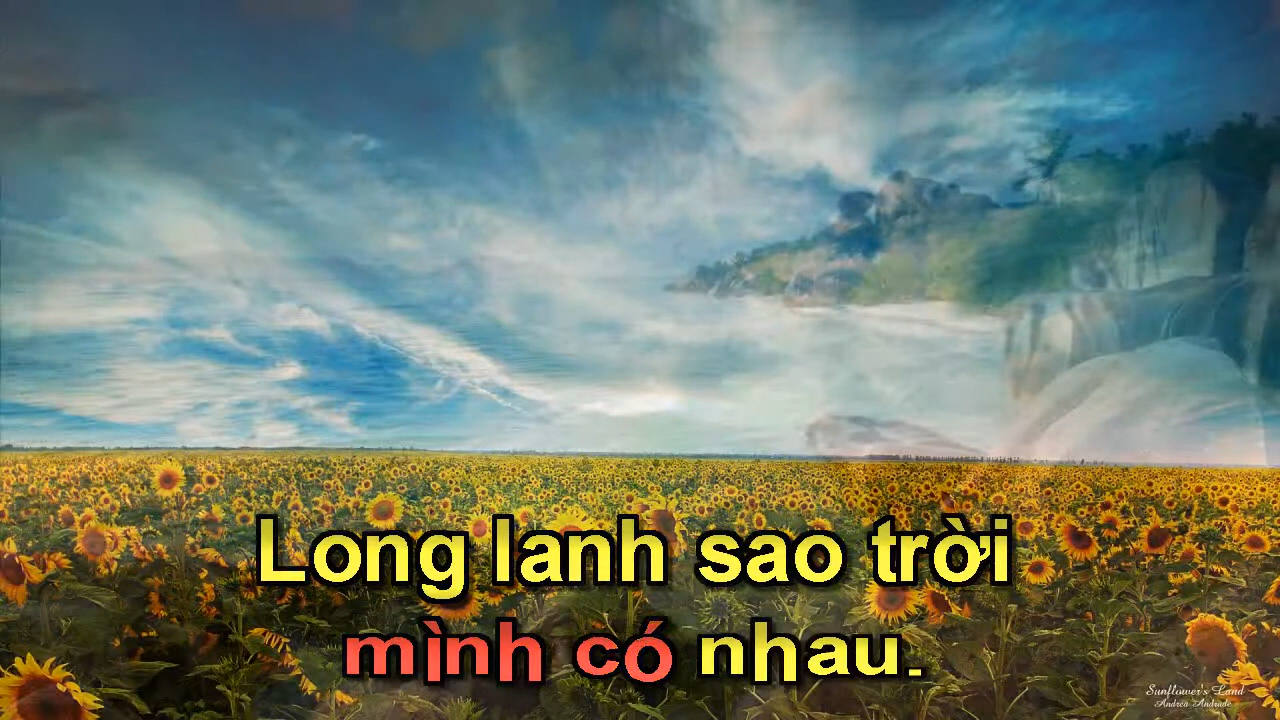 Long lanh sao trời
mình có nhau.
Sunflower's Land
Andrea Andrade